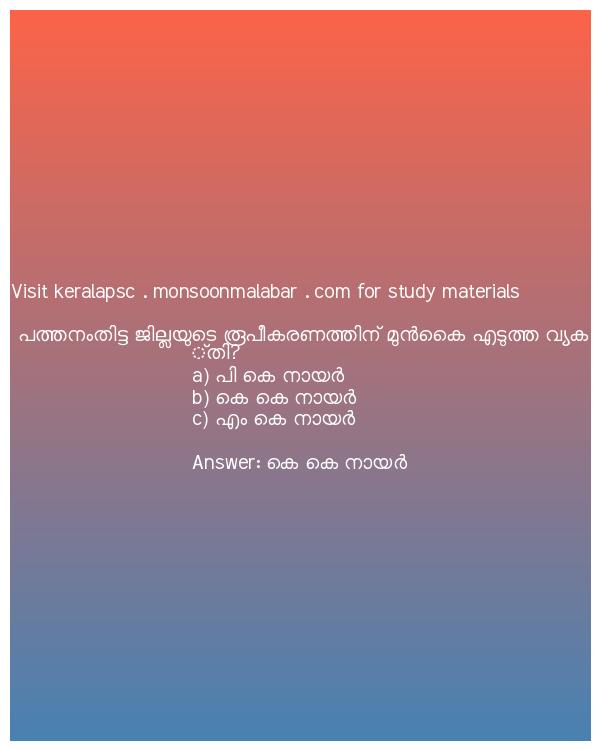 Visit keralapsc . monsoonmalabar . com for study materials
പത്തനംതിട്ട ജില്ലയുടെ രൂപീകരണത്തിന് മുൻകൈ എടുത്ത വ്യക
്തി?
a) പി കെ നായർ
b) കെ കെ നായർ
c) എം കെ നായർ
Answer: കെ കെ നായർ